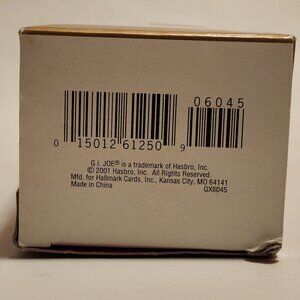 06045
0 15012 61250 9
G.I. JOE® is a trademark of Hasbro, Inc.
© 2001 Hasbro, Inc. All Rights Reserved.
Mfd. for Hallmark Cards, Inc., Kansas City, MO 64141
Made in China QX6045